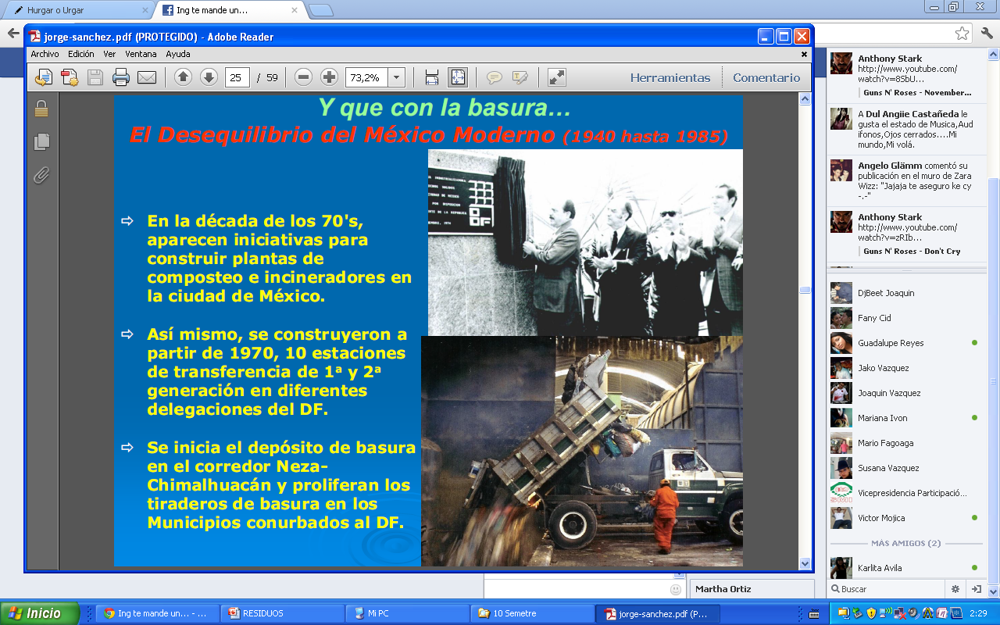 Hurgar o Urgar
Ing te mande un...
jorge-sanchez.pdf (PROTEGIDO) - Adobe Reader
Archivo Edición Ver Ventana Ayuda
25 / 59
73,2%
Herramientas
Comentario
Y que con la basura...
El Desequilibrio del México Moderno (1940 hasta 1985)
⇨ En la década de los 70's,
aparecen iniciativas para
construir plantas de
composteo e incineradores en
la ciudad de México.
⇨ Así mismo, se construyeron a
partir de 1970, 10 estaciones
de transferencia de 1ª y 2ª
generación en diferentes
delegaciones del DF.
⇨ Se inicia el depósito de basura
en el corredor Neza-
Chimalhuacán y proliferan los
tiraderos de basura en los
Municipios conurbados al DF.
DF
Anthony Stark
http://www.youtube.com/
watch?v=8SbU...
Guns N' Roses - November...
A Dul Angiie Castañeda le
gusta el estado de Musica,Aud
ifonos,Ojos cerrados....Mi
mundo,Mi volá.
Angelo Glämm comentó su
publicación en el muro de Zara
Wizz: "Jajaja te aseguro ke cy
-.-"
Anthony Stark
http://www.youtube.com/
watch?v=zRIb...
Guns N' Roses - Don't Cry
DjBeet Joaquin
Fany Cid
Guadalupe Reyes
Jako Vazquez
Joaquin Vazquez
Mariana Ivon
Mario Fagoaga
Susana Vazquez
Vicepresidencia Participació...
Victor Mojica
MÁS AMIGOS (2)
Karlita Avila
Buscar
Martha Ortiz
Inicio
Ing te mande un... - ...
RESIDUOS
Mi PC
10 Semetre
jorge-sanchez.pdf (P...
2:29